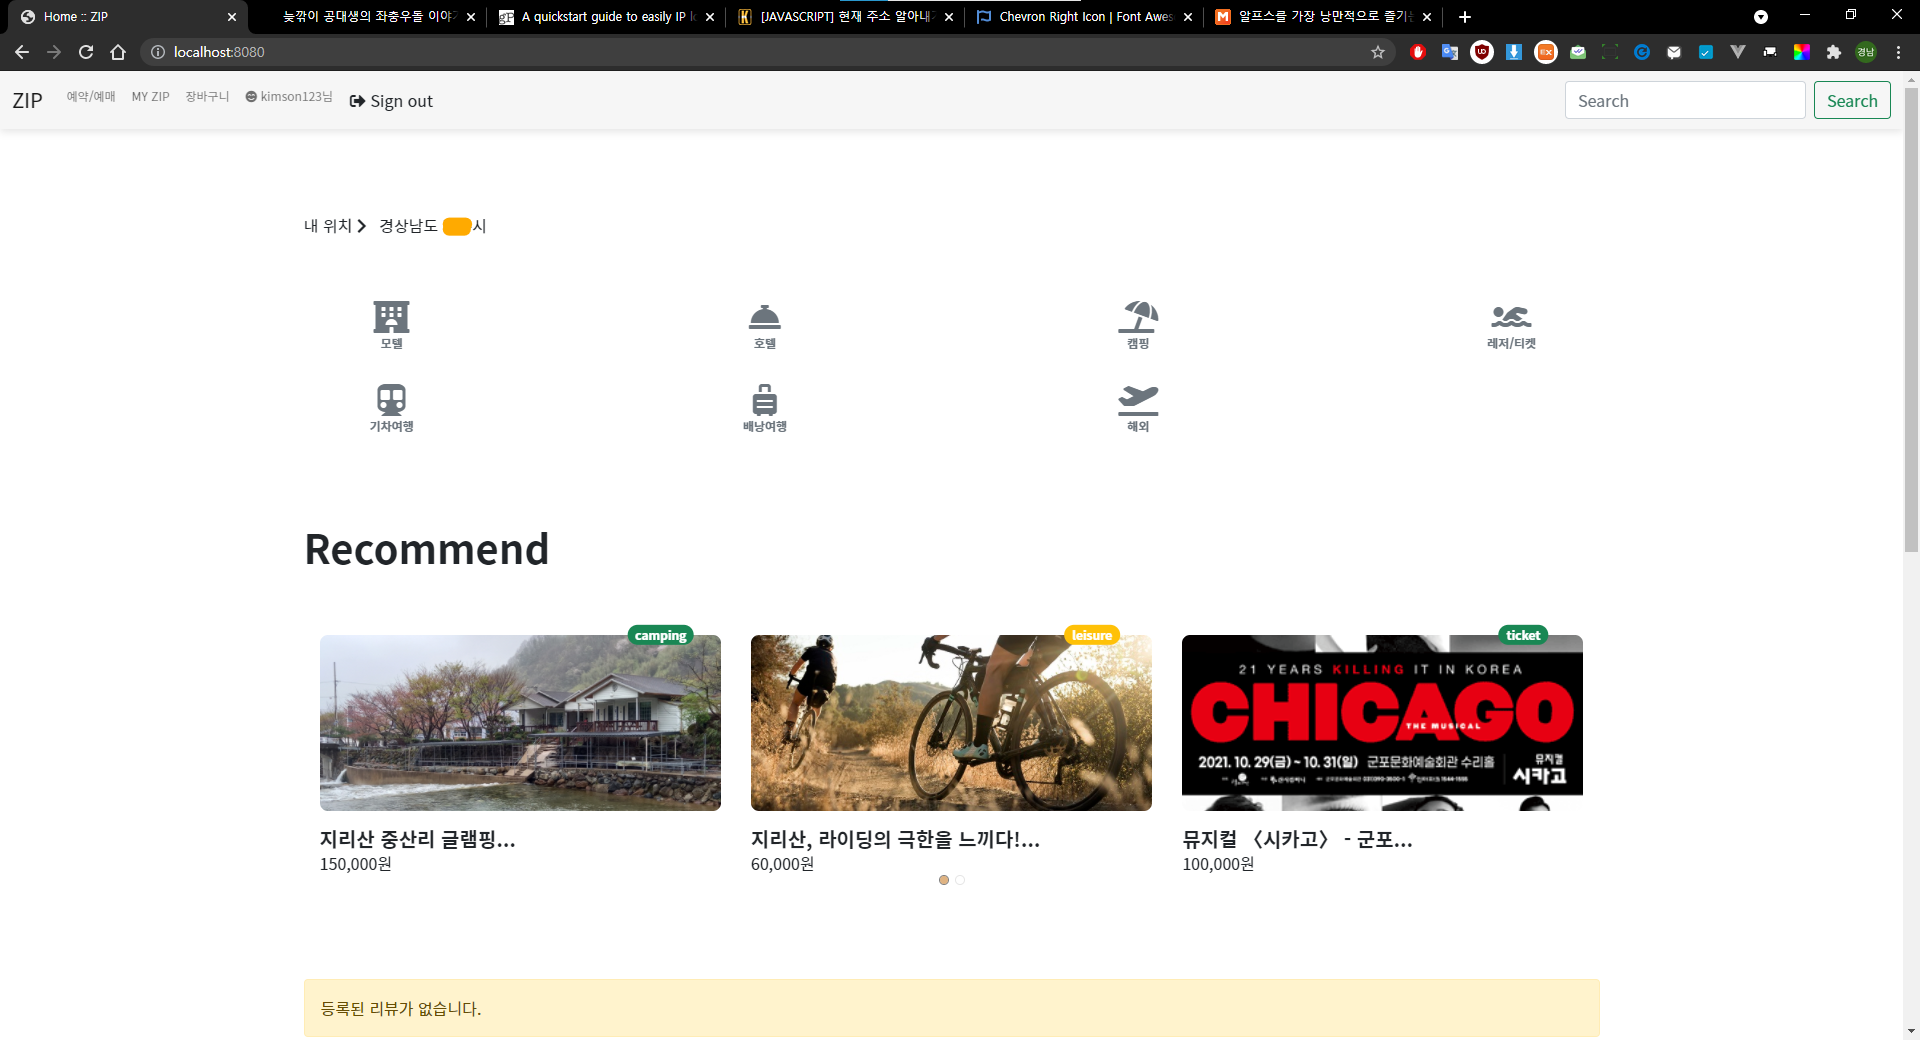 Home :: ZIP
늦깎이 공대생의 좌충우돌 이야
A quickstart guide to easily IP l
[JAVASCRIPT] 현재 주소 알아내
Chevron Right Icon | Font Awes
알프스를 가장 낭만적으로 즐기는
localhost:8080
경남
ZIP 예약/예매 MY ZIP 장바구니 kimson123님 Sign out Search Search
내 위치 경상남도 시
모텔 호텔 캠핑 레저/티켓
기차여행 배낭여행 해외
Recommend
camping leisure ticket
21 YEARS KILLING IT IN KOREA
CHICAGO
THE MUSICAL
2021. 10. 29(금) ~ 10. 31(일) 군포문화예술회관 수리홀
뮤지컬
시카고
지리산 중산리 글램핑...
150,000원
지리산, 라이딩의 극한을 느끼다!...
60,000원
뮤지컬 〈시카고〉 - 군포...
100,000원
등록된 리뷰가 없습니다.